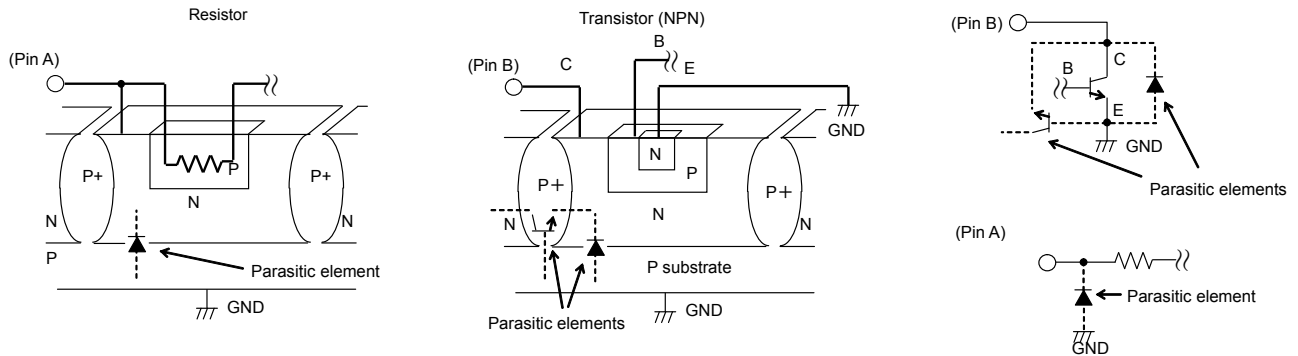 Resistor
(Pin A)
P+
P
P+
N
N
N
P
Parasitic element
GND
Transistor (NPN)
B
(Pin B)
C
E
GND
N
P
P+
P+
N
N
N
P substrate
Parasitic elements
GND
(Pin B)
C
B
E
GND
Parasitic elements
(Pin A)
Parasitic element
GND